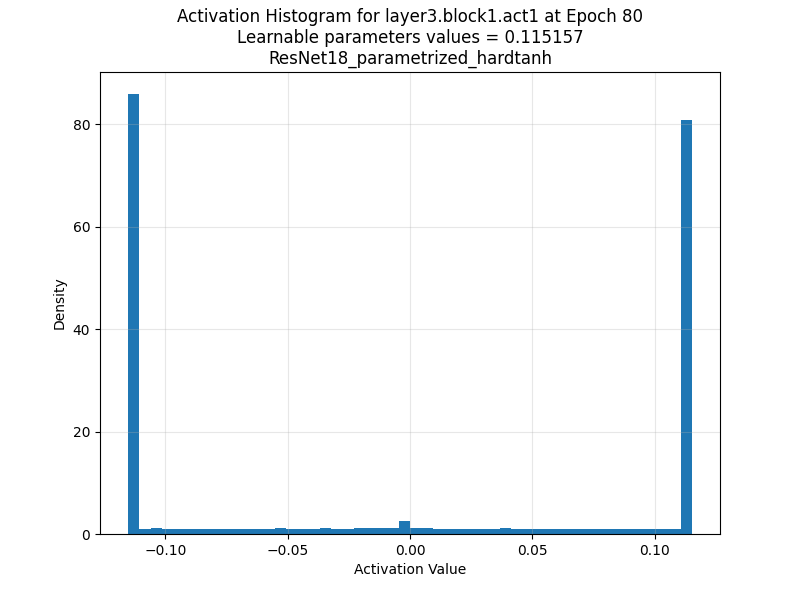 Activation Histogram for layer3.block1.act1 at Epoch 80
Learnable parameters values = 0.115157
ResNet18_parametrized_hardtanh
80
60
40
20
0
Density
−0.10
−0.05
0.00
0.05
0.10
Activation Value